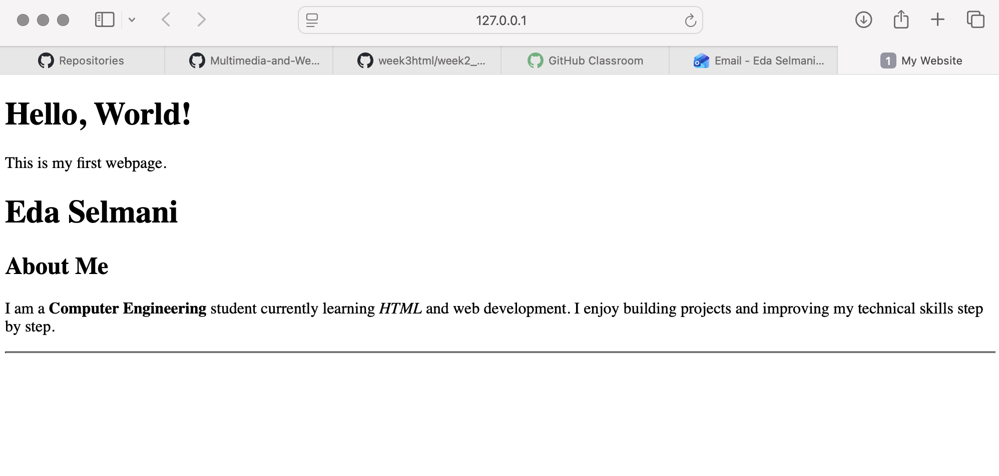 127.0.0.1
Repositories
Multimedia-and-We...
week3html/week2_...
GitHub Classroom
Email - Eda Selmani...
1 My Website
Hello, World!
This is my first webpage.
Eda Selmani
About Me
I am a Computer Engineering student currently learning HTML and web development. I enjoy building projects and improving my technical skills step
by step.